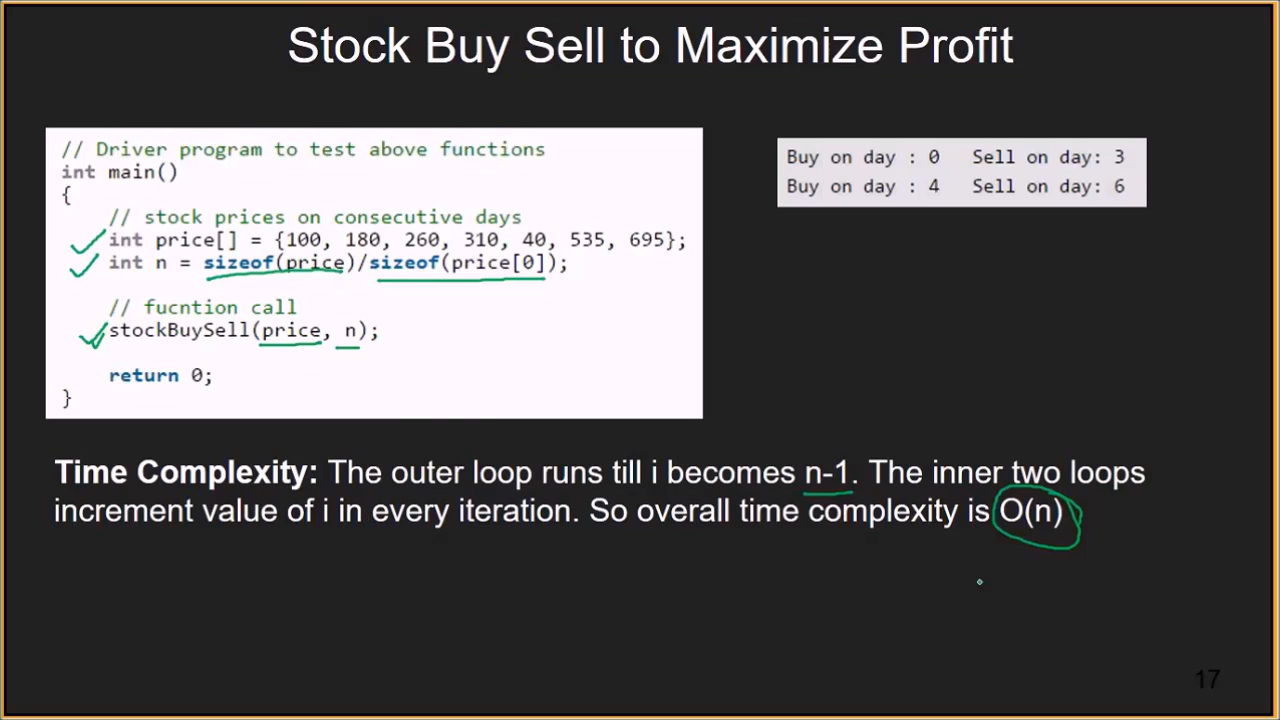 Stock Buy Sell to Maximize Profit
// Driver program to test above functions
int main()
{
// stock prices on consecutive days
int price[] = {100, 180, 260, 310, 40, 535, 695};
int n = sizeof(price)/sizeof(price[0]);
// fucntion call
stockBuySell(price, n);
return 0;
}
Buy on day : 0 Sell on day: 3
Buy on day : 4 Sell on day: 6
Time Complexity: The outer loop runs till i becomes n-1. The inner two loops
increment value of i in every iteration. So overall time complexity is O(n)
17